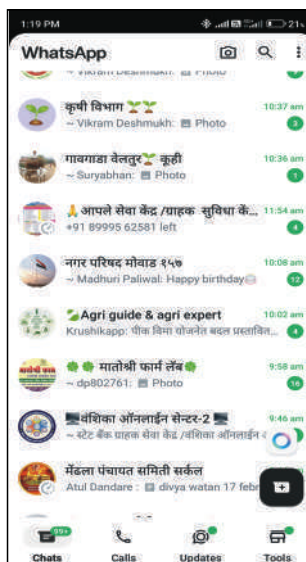 1:19 PM
21%
WhatsApp
~ Vikram Deshmukh: Photo
कृषी विभाग 🌱🌱 10:37 am
~ Vikram Deshmukh: Photo 3
गावगाडा वेलतुर🌱 कूही 10:36 am
~ Suryabhan: Photo 1
🙏आपले सेवा केंद्र /ग्राहक सुविधा कें... 11:54 am
+91 89995 62581 left 4
नगर परिषद मोवाड १५७ 10:08 am
~ Madhuri Paliwal: Happy birthday 12
Agri guide & agri expert 10:02 am
Krushikapp: पीक विमा योजनेत बदल प्रस्तावित... 4
🍀🍀 मातोश्री फार्म लॅब🍀 9:58 am
~ dp802761: Photo 16
🖥️वंशिका ऑनलाईन सेन्टर-2 🖥️ 9:46 am
~ स्टेट बँक ग्राहक सेवा केंद्र /वंशिका ऑनलाईन
मेंढला पंचायत समिती सर्कल
Atul Dandare : divya watan 17 febr
99+
Chats Calls Updates Tools